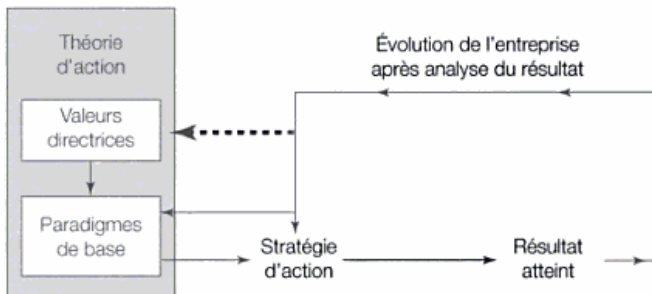 Théorie
d'action
Valeurs
directrices
Paradigmes
de base
Évolution de l'entreprise
après analyse du résultat
Stratégie
d'action
Résultat
atteint